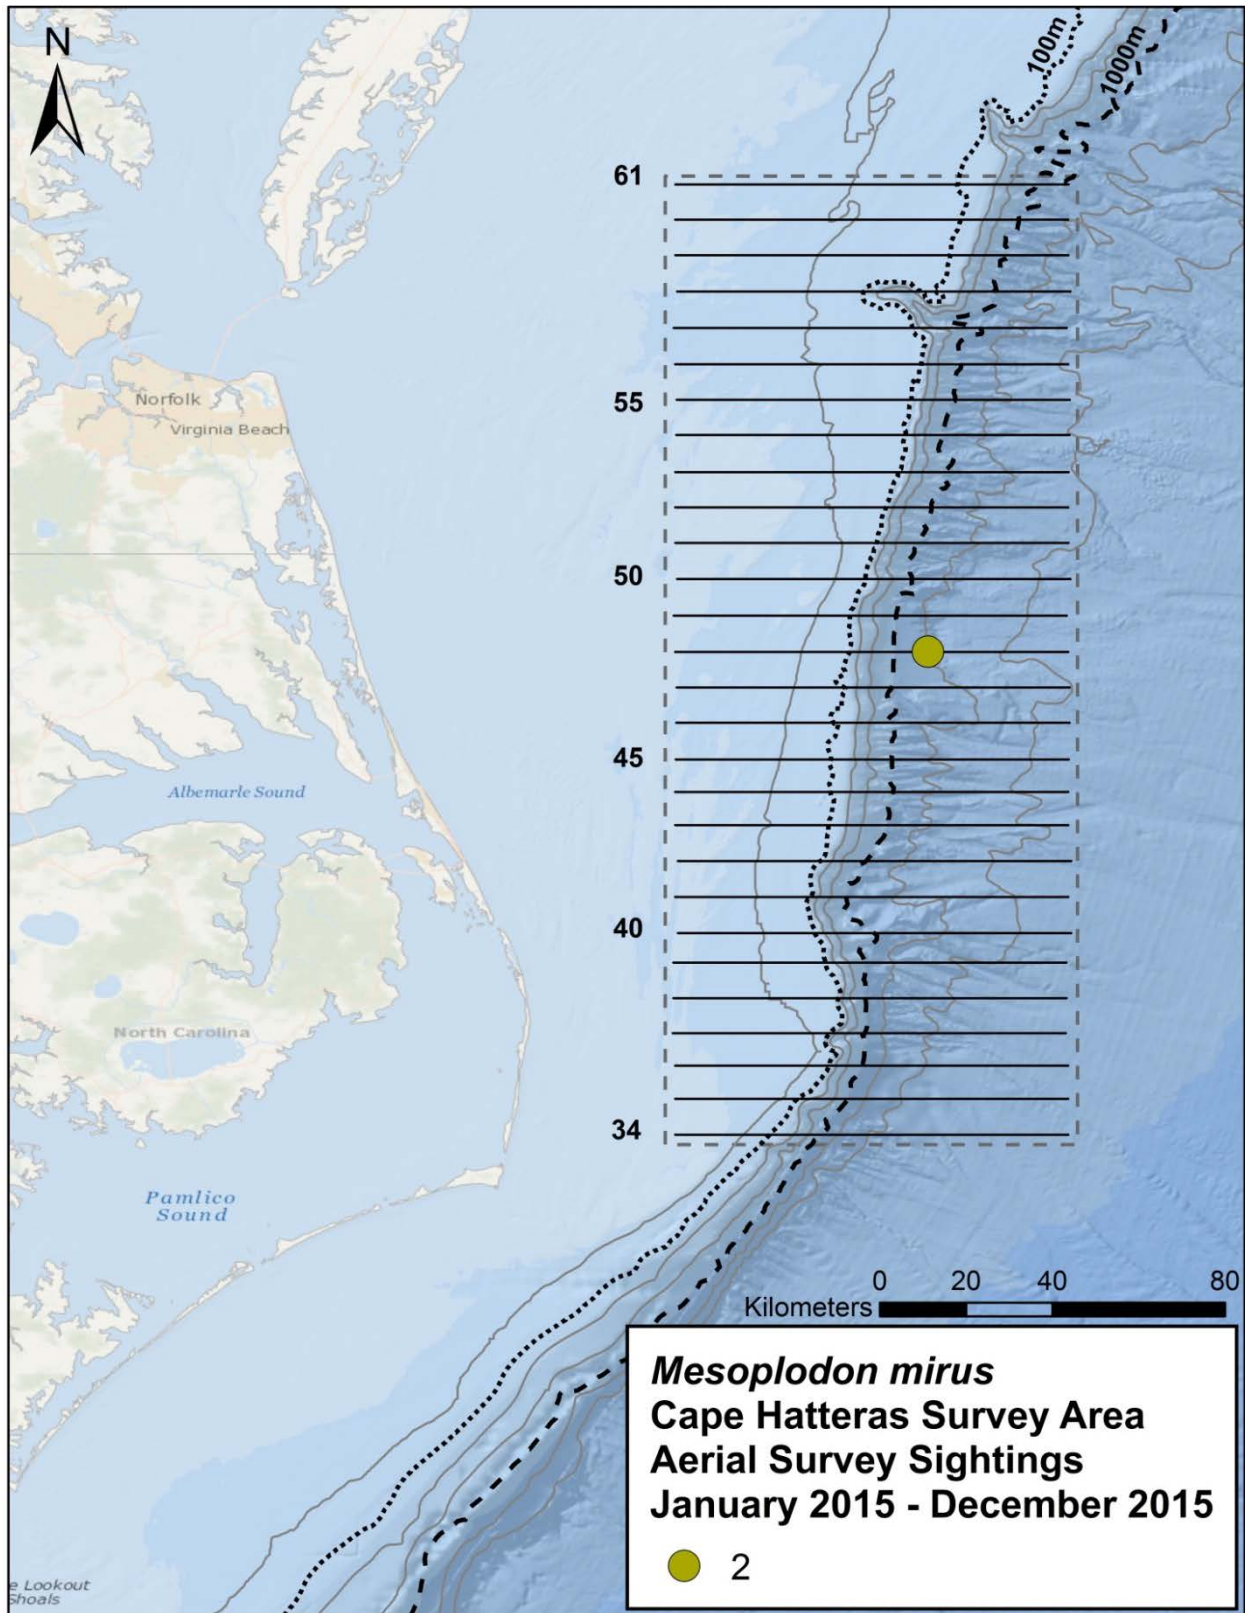 N
100m
1000m
61
Norfolk
Virginia Beach
55
50
45
Albemarle Sound
40
North Carolina
34
Pamlico
Sound
0 20 40 80
Kilometers
Mesoplodon mirus
Cape Hatteras Survey Area
Aerial Survey Sightings
January 2015 - December 2015
2
e Lookout
Shoals